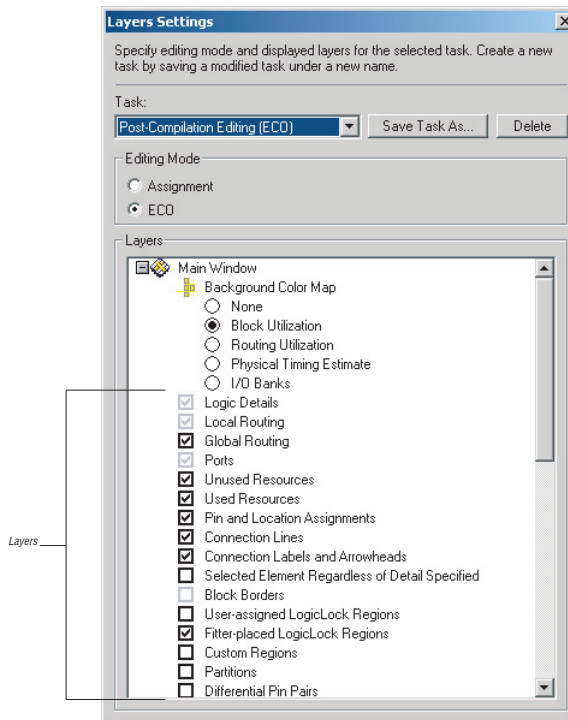 Layers Settings
Specify editing mode and displayed layers for the selected task. Create a new
task by saving a modified task under a new name.
Task:
Post-Compilation Editing (ECO)
Save Task As...
Delete
Editing Mode
Assignment
ECO
Layers
Main Window
Background Color Map
None
Block Utilization
Routing Utilization
Physical Timing Estimate
I/O Banks
Logic Details
Local Routing
Global Routing
Ports
Unused Resources
Used Resources
Pin and Location Assignments
Connection Lines
Connection Labels and Arrowheads
Selected Element Regardless of Detail Specified
Block Borders
User-assigned LogicLock Regions
Fitter-placed LogicLock Regions
Custom Regions
Partitions
Differential Pin Pairs
Layers